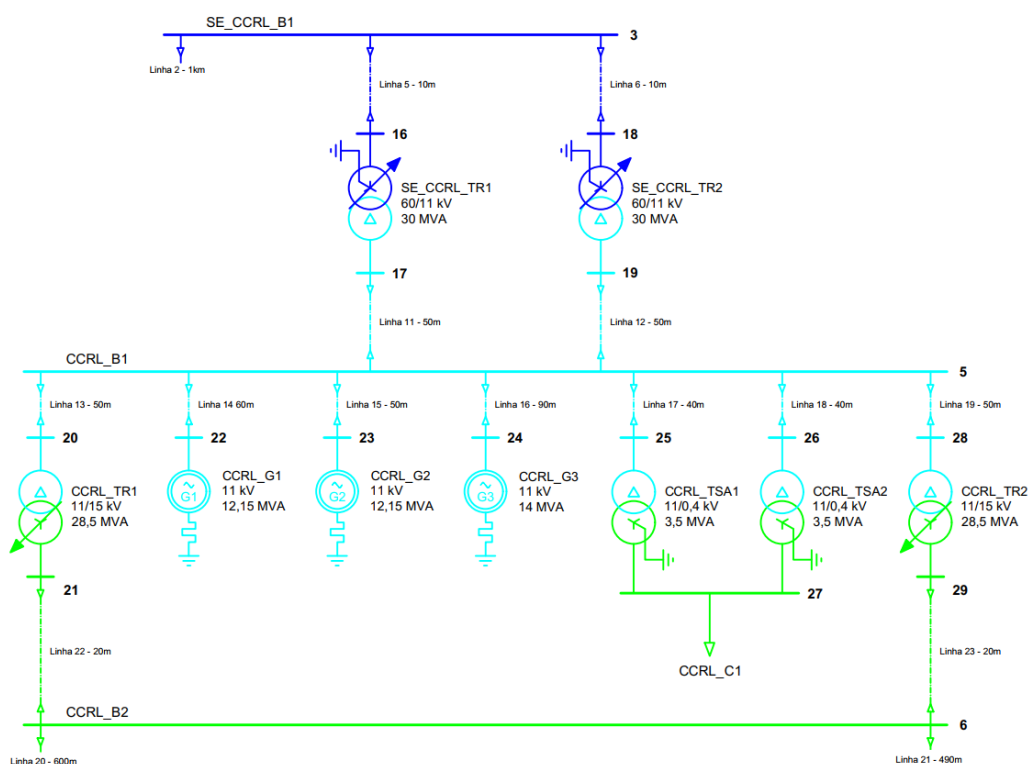 SE_CCRL_B1
3
Linha 2 - 1km
Linha 5 - 10m
Linha 6 - 10m
16
18
SE_CCRL_TR1
60/11 kV
30 MVA
SE_CCRL_TR2
60/11 kV
30 MVA
17
19
Linha 11 - 50m
Linha 12 - 50m
CCRL_B1
5
Linha 13 - 50m
Linha 14 60m
Linha 15 - 50m
Linha 16 - 90m
Linha 17 - 40m
Linha 18 - 40m
Linha 19 - 50m
20
22
23
24
25
26
28
CCRL_TR1
11/15 kV
28,5 MVA
G1
CCRL_G1
11 kV
12,15 MVA
G2
CCRL_G2
11 kV
12,15 MVA
G3
CCRL_G3
11 kV
14 MVA
CCRL_TSA1
11/0,4 kV
3,5 MVA
CCRL_TSA2
11/0,4 kV
3,5 MVA
CCRL_TR2
11/15 kV
28,5 MVA
21
27
29
Linha 22 - 20m
CCRL_C1
Linha 23 - 20m
CCRL_B2
6
Linha 20 - 600m
Linha 21 - 490m